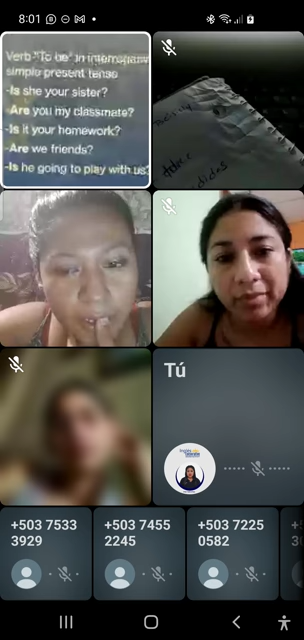 8:01
Verb "To be" in interrogative
simple present tense
-Is she your sister?
-Are you my classmate?
-Is it your homework?
-Are we friends?
-Is he going to play with us?
Tú
+503 7533
3929
+503 7455
2245
+503 7225
0582